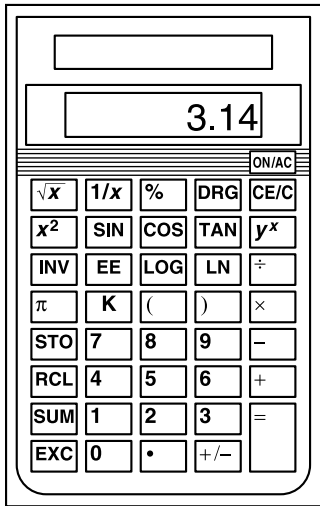 3.14
ON/AC
√x 1/x % DRG CE/C
x² SIN COS TAN yˣ
INV EE LOG LN ÷
π K ( ) ×
STO 7 8 9 −
RCL 4 5 6 +
SUM 1 2 3 =
EXC 0 • +/−